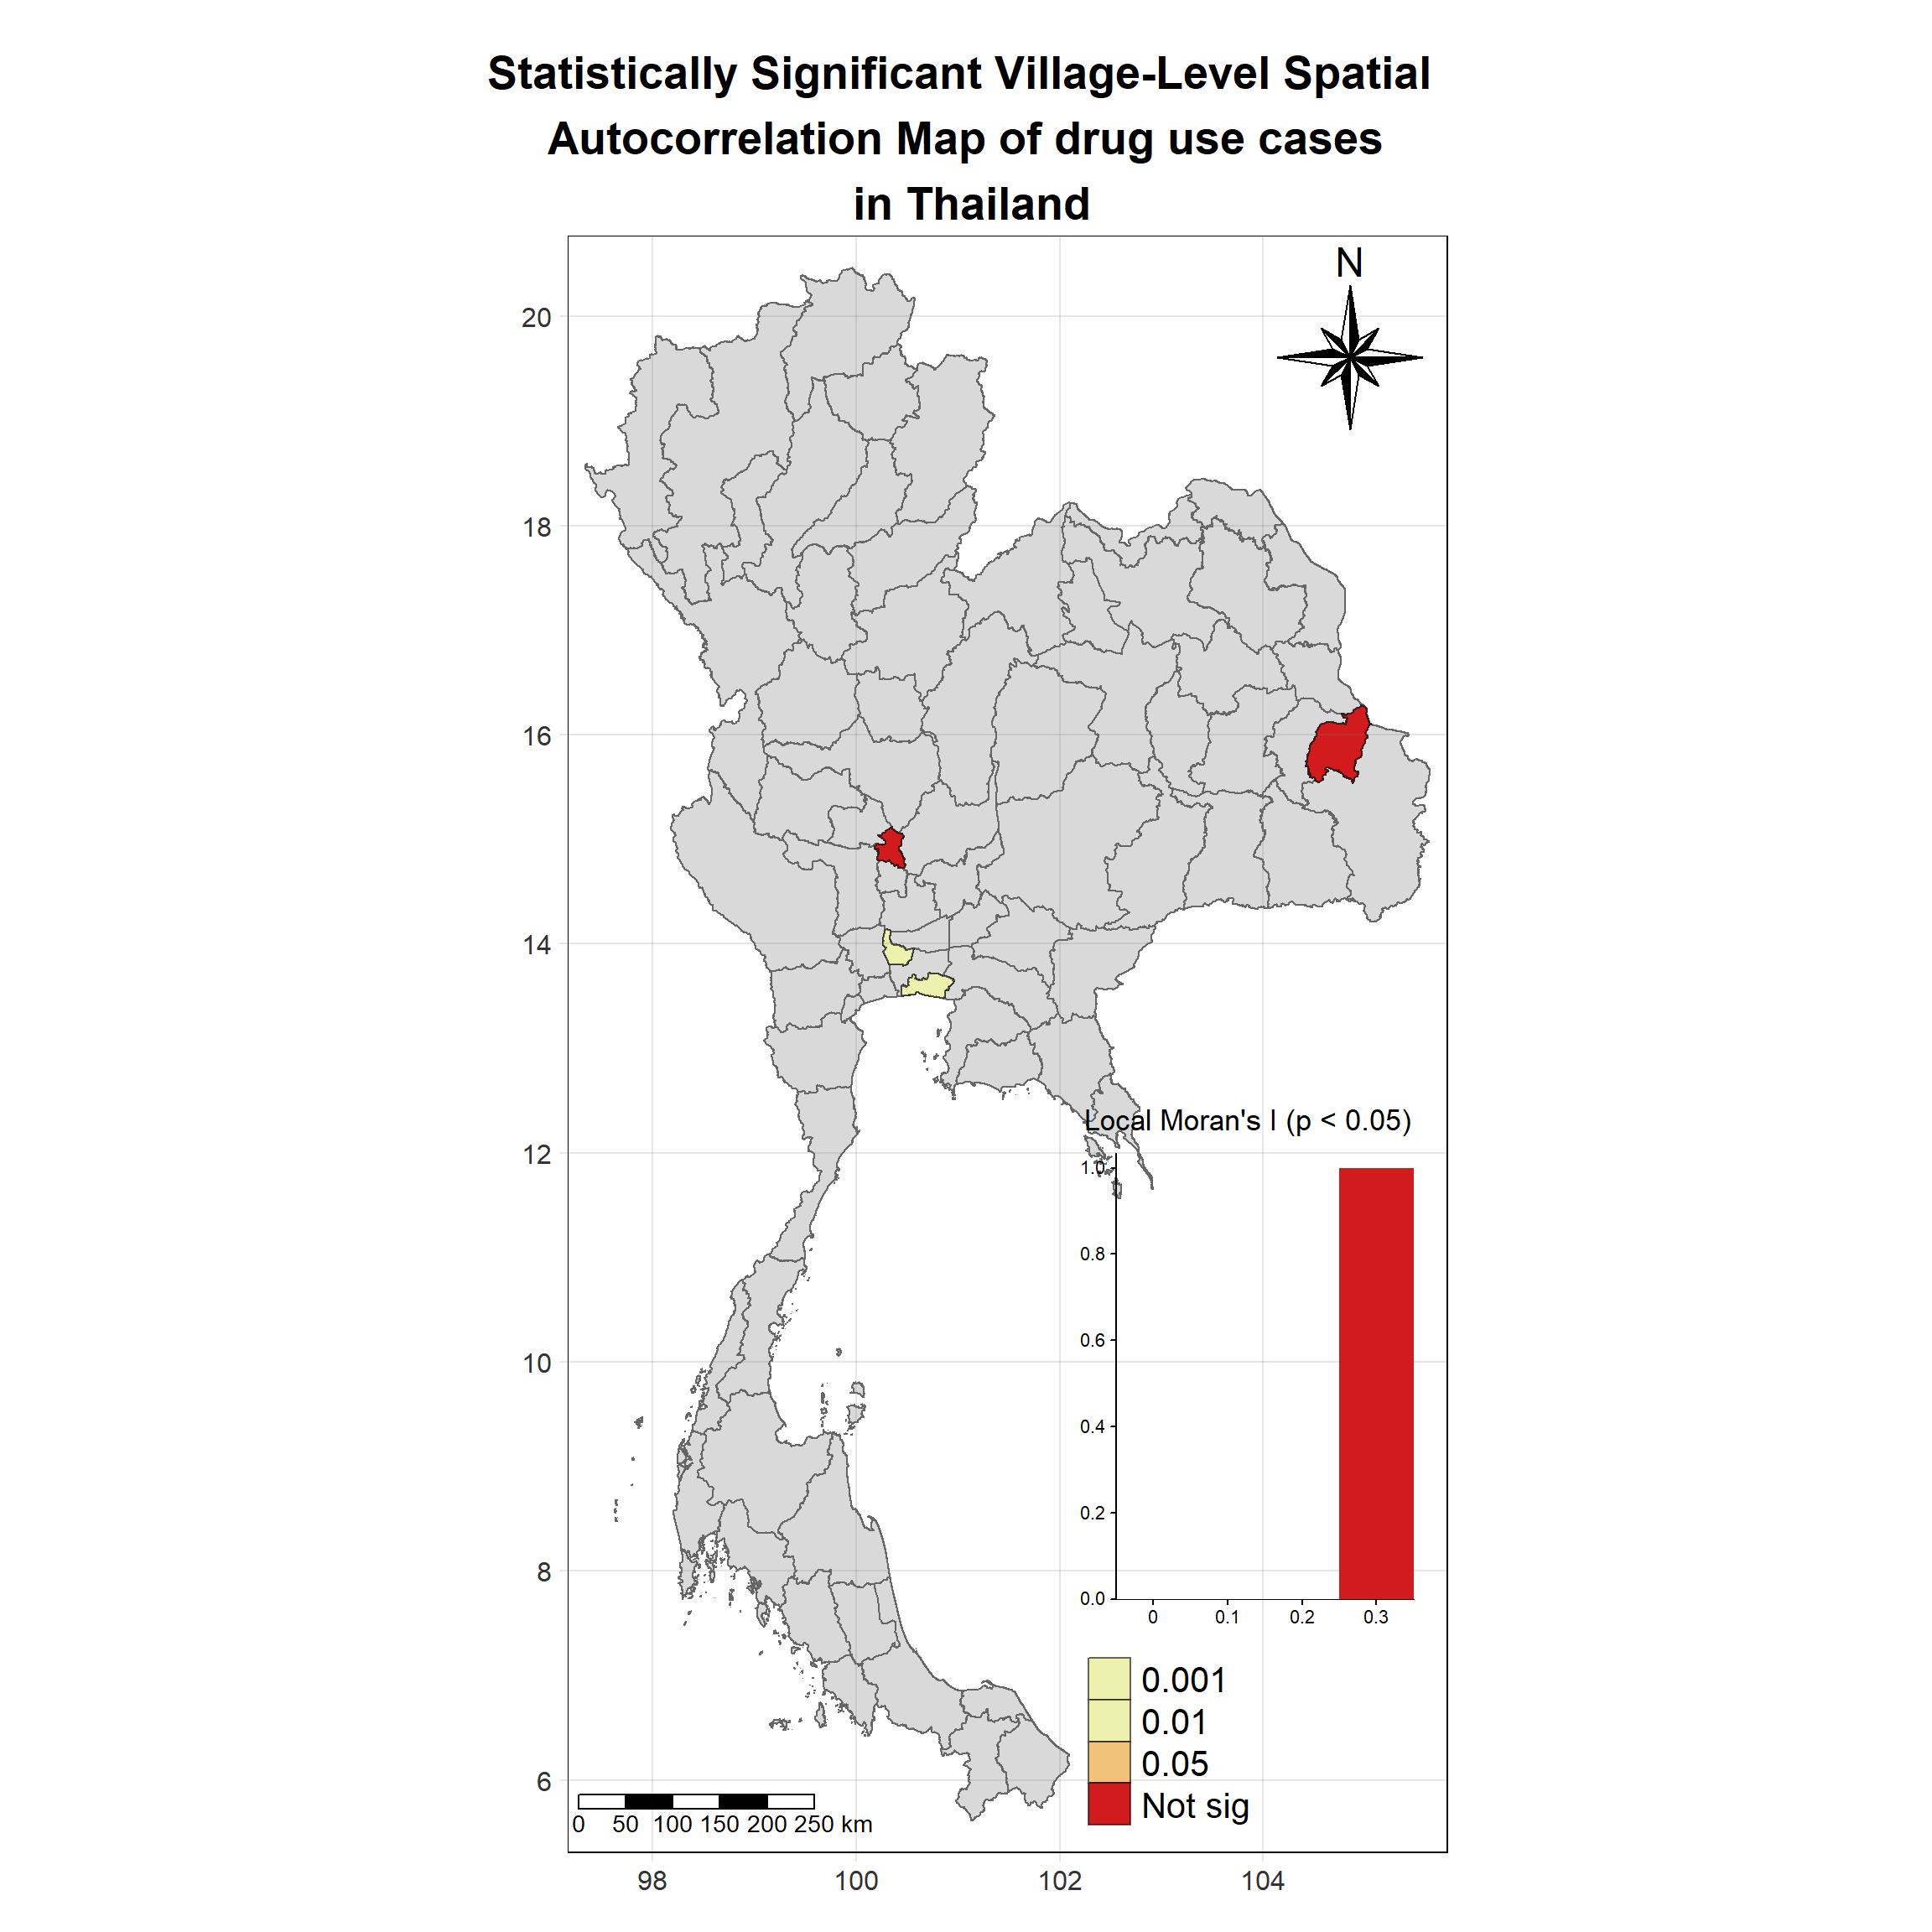 Statistically Significant Village-Level Spatial
Autocorrelation Map of drug use cases
in Thailand
N
20
18
16
14
12
10
8
6
Local Moran's I (p < 0.05)
1.0
0.8
0.6
0.4
0.2
0.0
0 0.1 0.2 0.3
0.001
0.01
0.05
Not sig
0 50 100 150 200 250 km
98 100 102 104